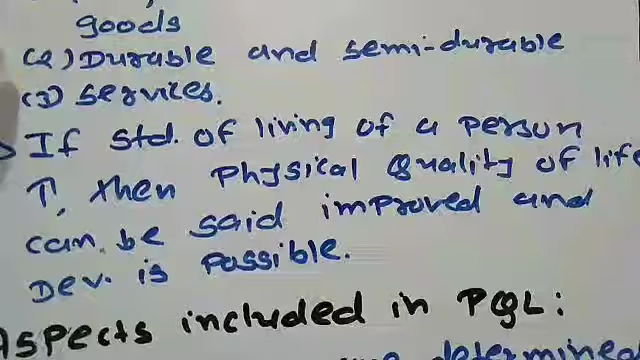 goods
(2) Durable and semi-durable
(3) services.
If std. of living of a person
↑, then physical Quality of life
can be said improved and
Dev. is possible.
Aspects included in PQL:
determined